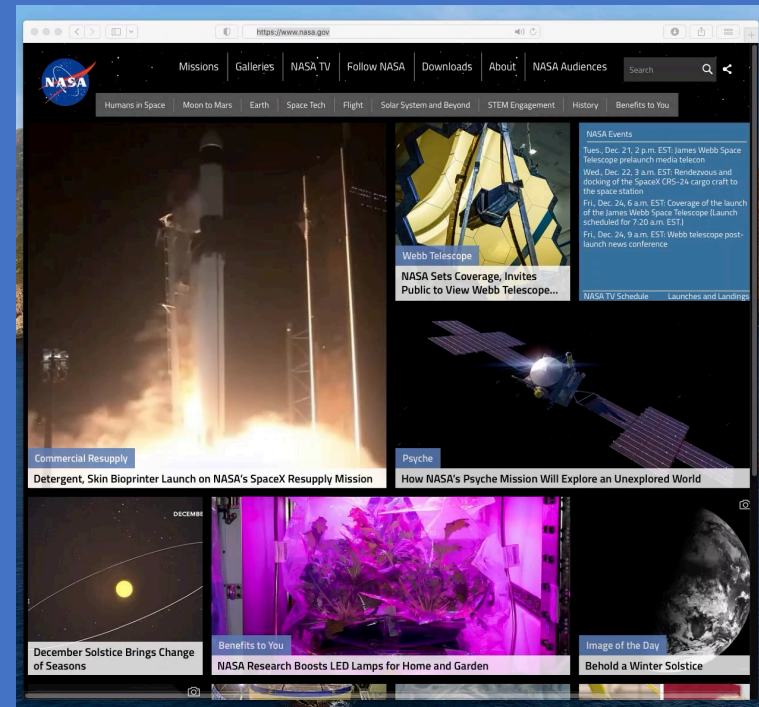 https://www.nasa.gov
NASA
Missions
Galleries
NASA TV
Follow NASA
Downloads
About
NASA Audiences
Search
Humans in Space
Moon to Mars
Earth
Space Tech
Flight
Solar System and Beyond
STEM Engagement
History
Benefits to You
Commercial Resupply
Detergent, Skin Bioprinter Launch on NASA's SpaceX Resupply Mission
Webb Telescope
NASA Sets Coverage, Invites
Public to View Webb Telescope...
NASA Events
Tues., Dec. 21, 2 p.m. EST: James Webb Space
Telescope prelaunch media telecon
Wed., Dec. 22, 3 a.m. EST: Rendezvous and
docking of the SpaceX CRS-24 cargo craft to
the space station
Fri., Dec. 24, 6 a.m. EST: Coverage of the launch
of the James Webb Space Telescope (Launch
scheduled for 7:20 a.m. EST.)
Fri., Dec. 24, 9 a.m. EST: Webb telescope post-
launch news conference
NASA TV Schedule
Launches and Landings
Psyche
How NASA's Psyche Mission Will Explore an Unexplored World
DECEMBE
December Solstice Brings Change
of Seasons
Benefits to You
NASA Research Boosts LED Lamps for Home and Garden
Image of the Day
Behold a Winter Solstice